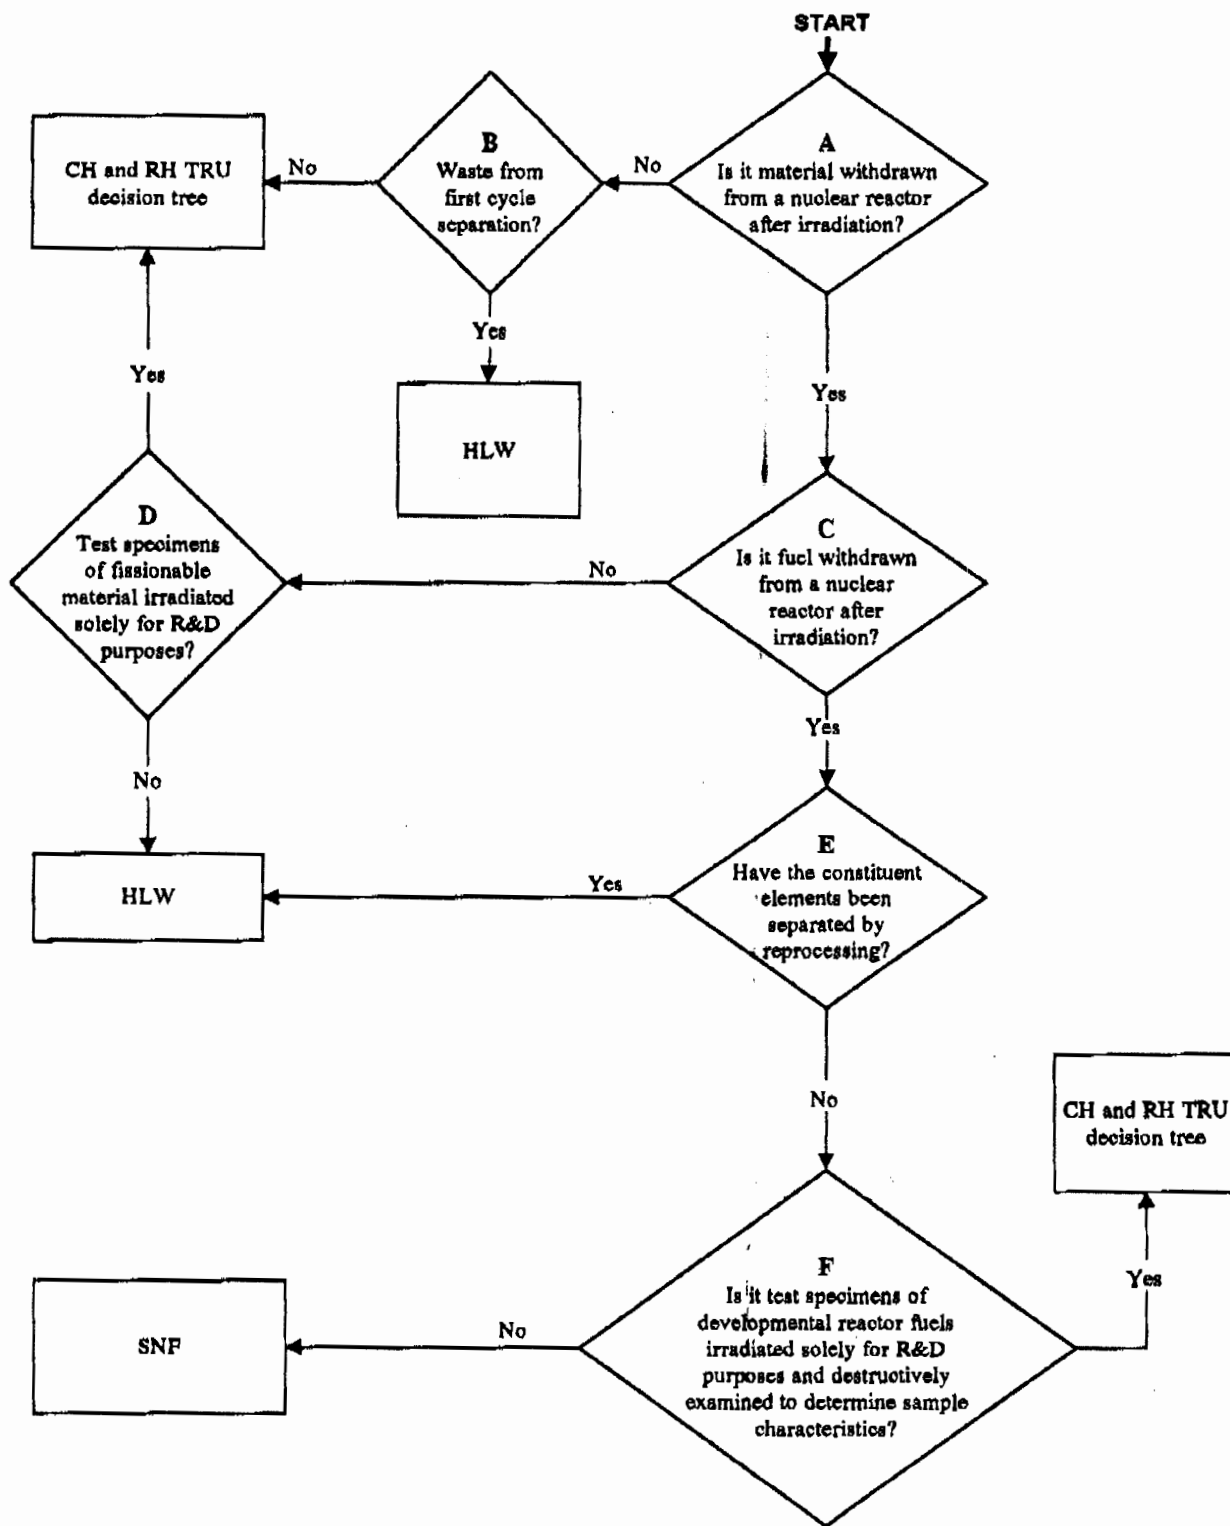 START
A
Is it material withdrawn
from a nuclear reactor
after irradiation?
No
B
Waste from
first cycle
separation?
No
CH and RH TRU
decision tree
Yes
HLW
Yes
Yes
C
Is it fuel withdrawn
from a nuclear
reactor after
irradiation?
No
D
Test specimens
of fissionable
material irradiated
solely for R&D
purposes?
No
Yes
E
Have the constituent
elements been
separated by
reprocessing?
Yes
HLW
No
CH and RH TRU
decision tree
F
Is it test specimens of
developmental reactor fuels
irradiated solely for R&D
purposes and destructively
examined to determine sample
characteristics?
Yes
No
SNF